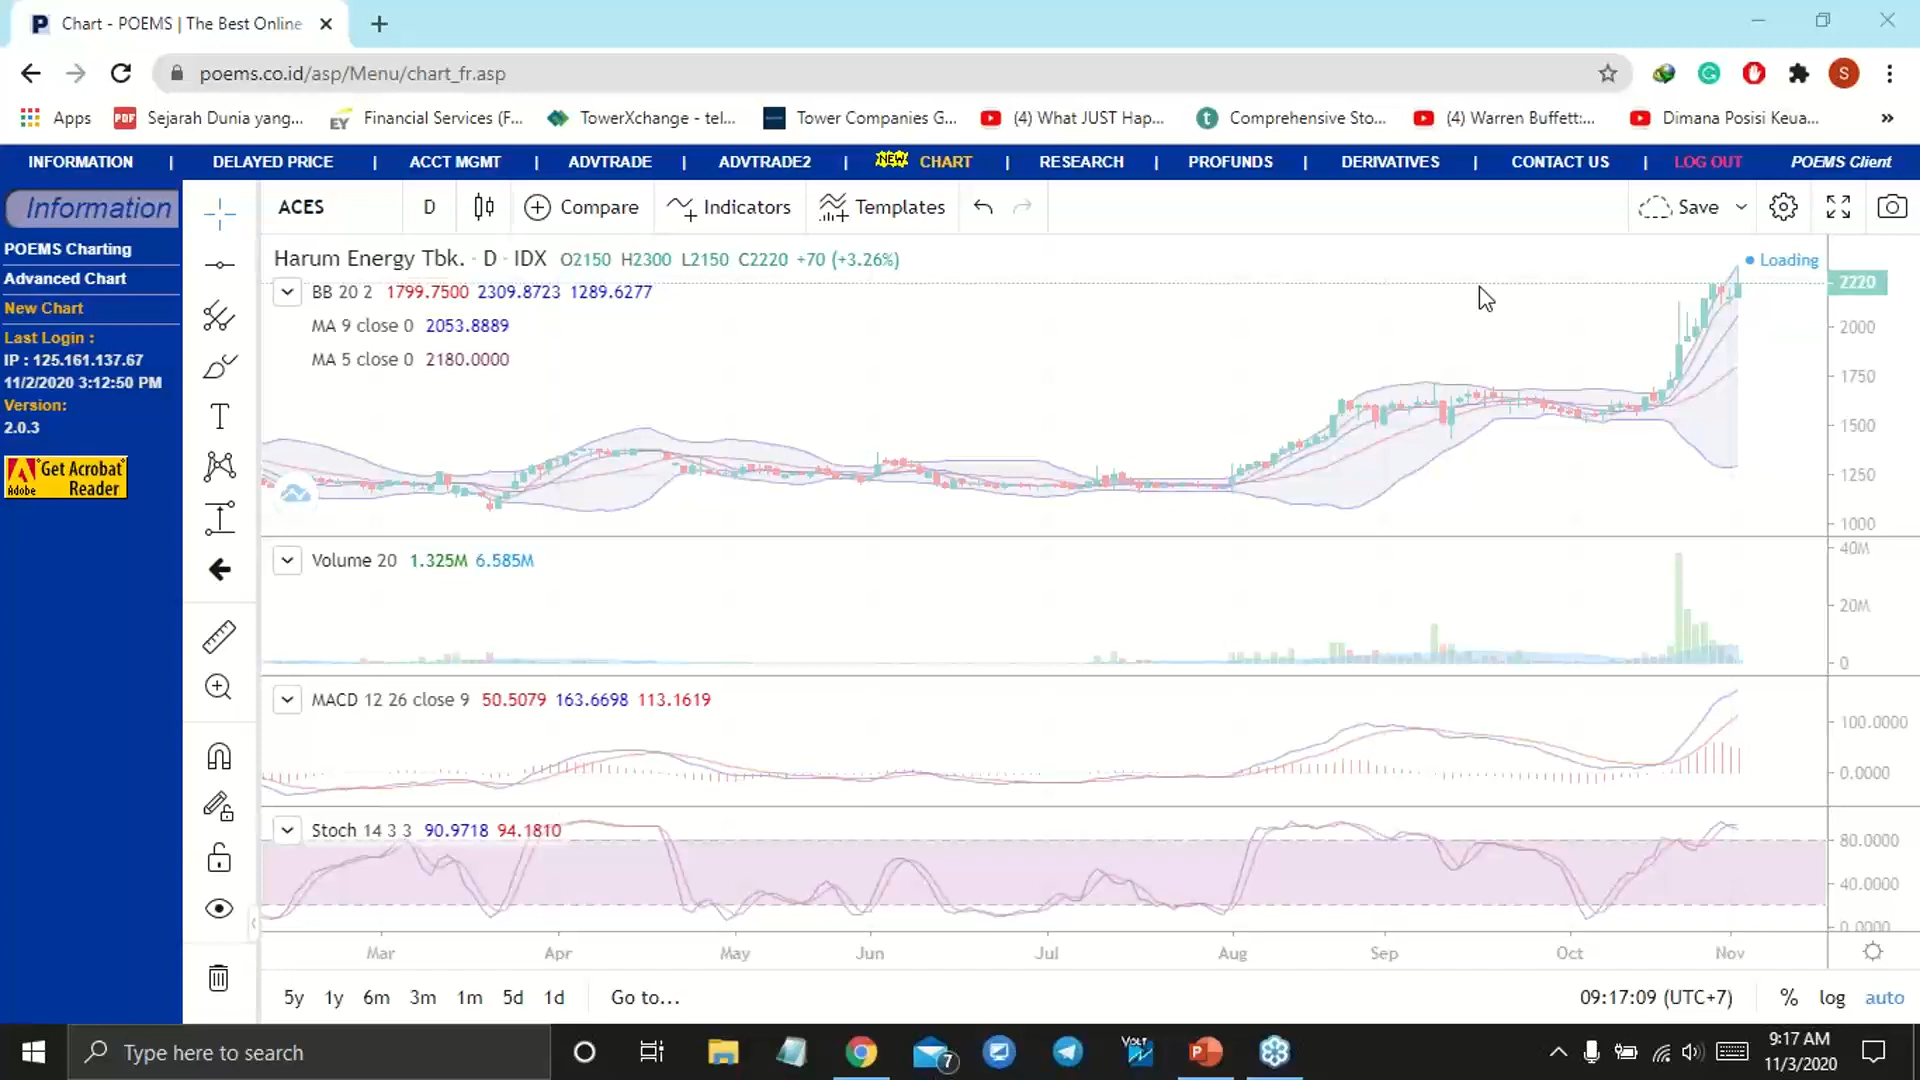 Chart - POEMS | The Best Online
poems.co.id/asp/Menu/chart_fr.asp
S
Apps
PDF
Sejarah Dunia yang...
EY
Financial Services (F...
TowerXchange - tel...
Tower Companies G...
(4) What JUST Hap...
t
Comprehensive Sto...
(4) Warren Buffett:...
Dimana Posisi Keua...
»
INFORMATION | DELAYED PRICE | ACCT MGMT | ADVTRADE | ADVTRADE2 | NEW CHART | RESEARCH | PROFUNDS | DERIVATIVES | CONTACT US | LOG OUT POEMS Client
Information
POEMS Charting
Advanced Chart
New Chart
Last Login :
IP : 125.161.137.67
11/2/2020 3:12:50 PM
Version:
2.0.3
Get Acrobat
Adobe Reader
ACES
D
Compare
Indicators
Templates
Save
Harum Energy Tbk. · D · IDX O2150 H2300 L2150 C2220 +70 (+3.26%)
Loading
BB 20 2 1799.7500 2309.8723 1289.6277
MA 9 close 0 2053.8889
MA 5 close 0 2180.0000
2220
2000
1750
1500
1250
1000
Volume 20 1.325M 6.585M
40M
20M
0
MACD 12 26 close 9 50.5079 163.6698 113.1619
100.0000
0.0000
Stoch 14 3 3 90.9718 94.1810
80.0000
40.0000
0.0000
Mar Apr May Jun Jul Aug Sep Oct Nov
5y 1y 6m 3m 1m 5d 1d Go to...
09:17:09 (UTC+7) % log auto
Type here to search
7
VOLT
9:17 AM
11/3/2020